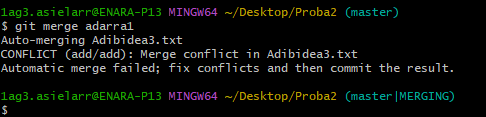 1ag3.asielarr@ENARA-P13 MINGW64 ~/Desktop/Proba2 (master)
$ git merge adarra1
Auto-merging Adibidea3.txt
CONFLICT (add/add): Merge conflict in Adibidea3.txt
Automatic merge failed; fix conflicts and then commit the result.
1ag3.asielarr@ENARA-P13 MINGW64 ~/Desktop/Proba2 (master|MERGING)
$